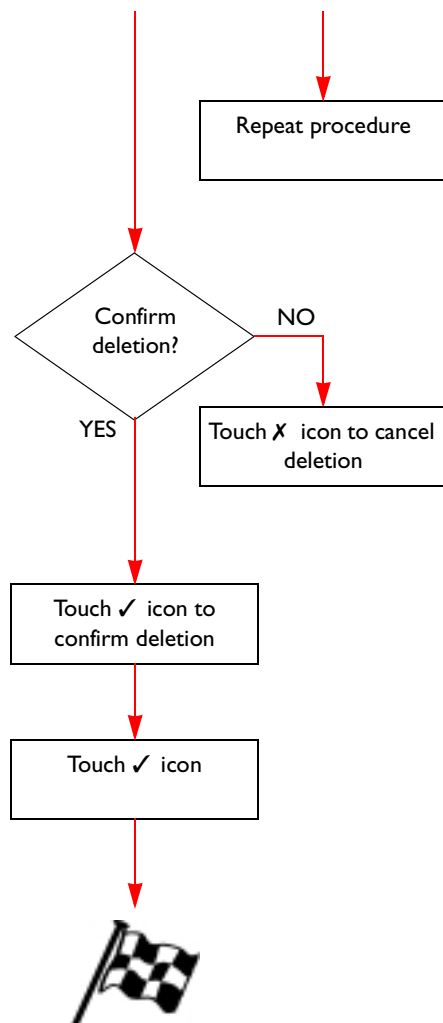 Repeat procedure
Confirm
deletion?
NO
YES
Touch ✗ icon to cancel
deletion
Touch ✓ icon to
confirm deletion
Touch ✓ icon